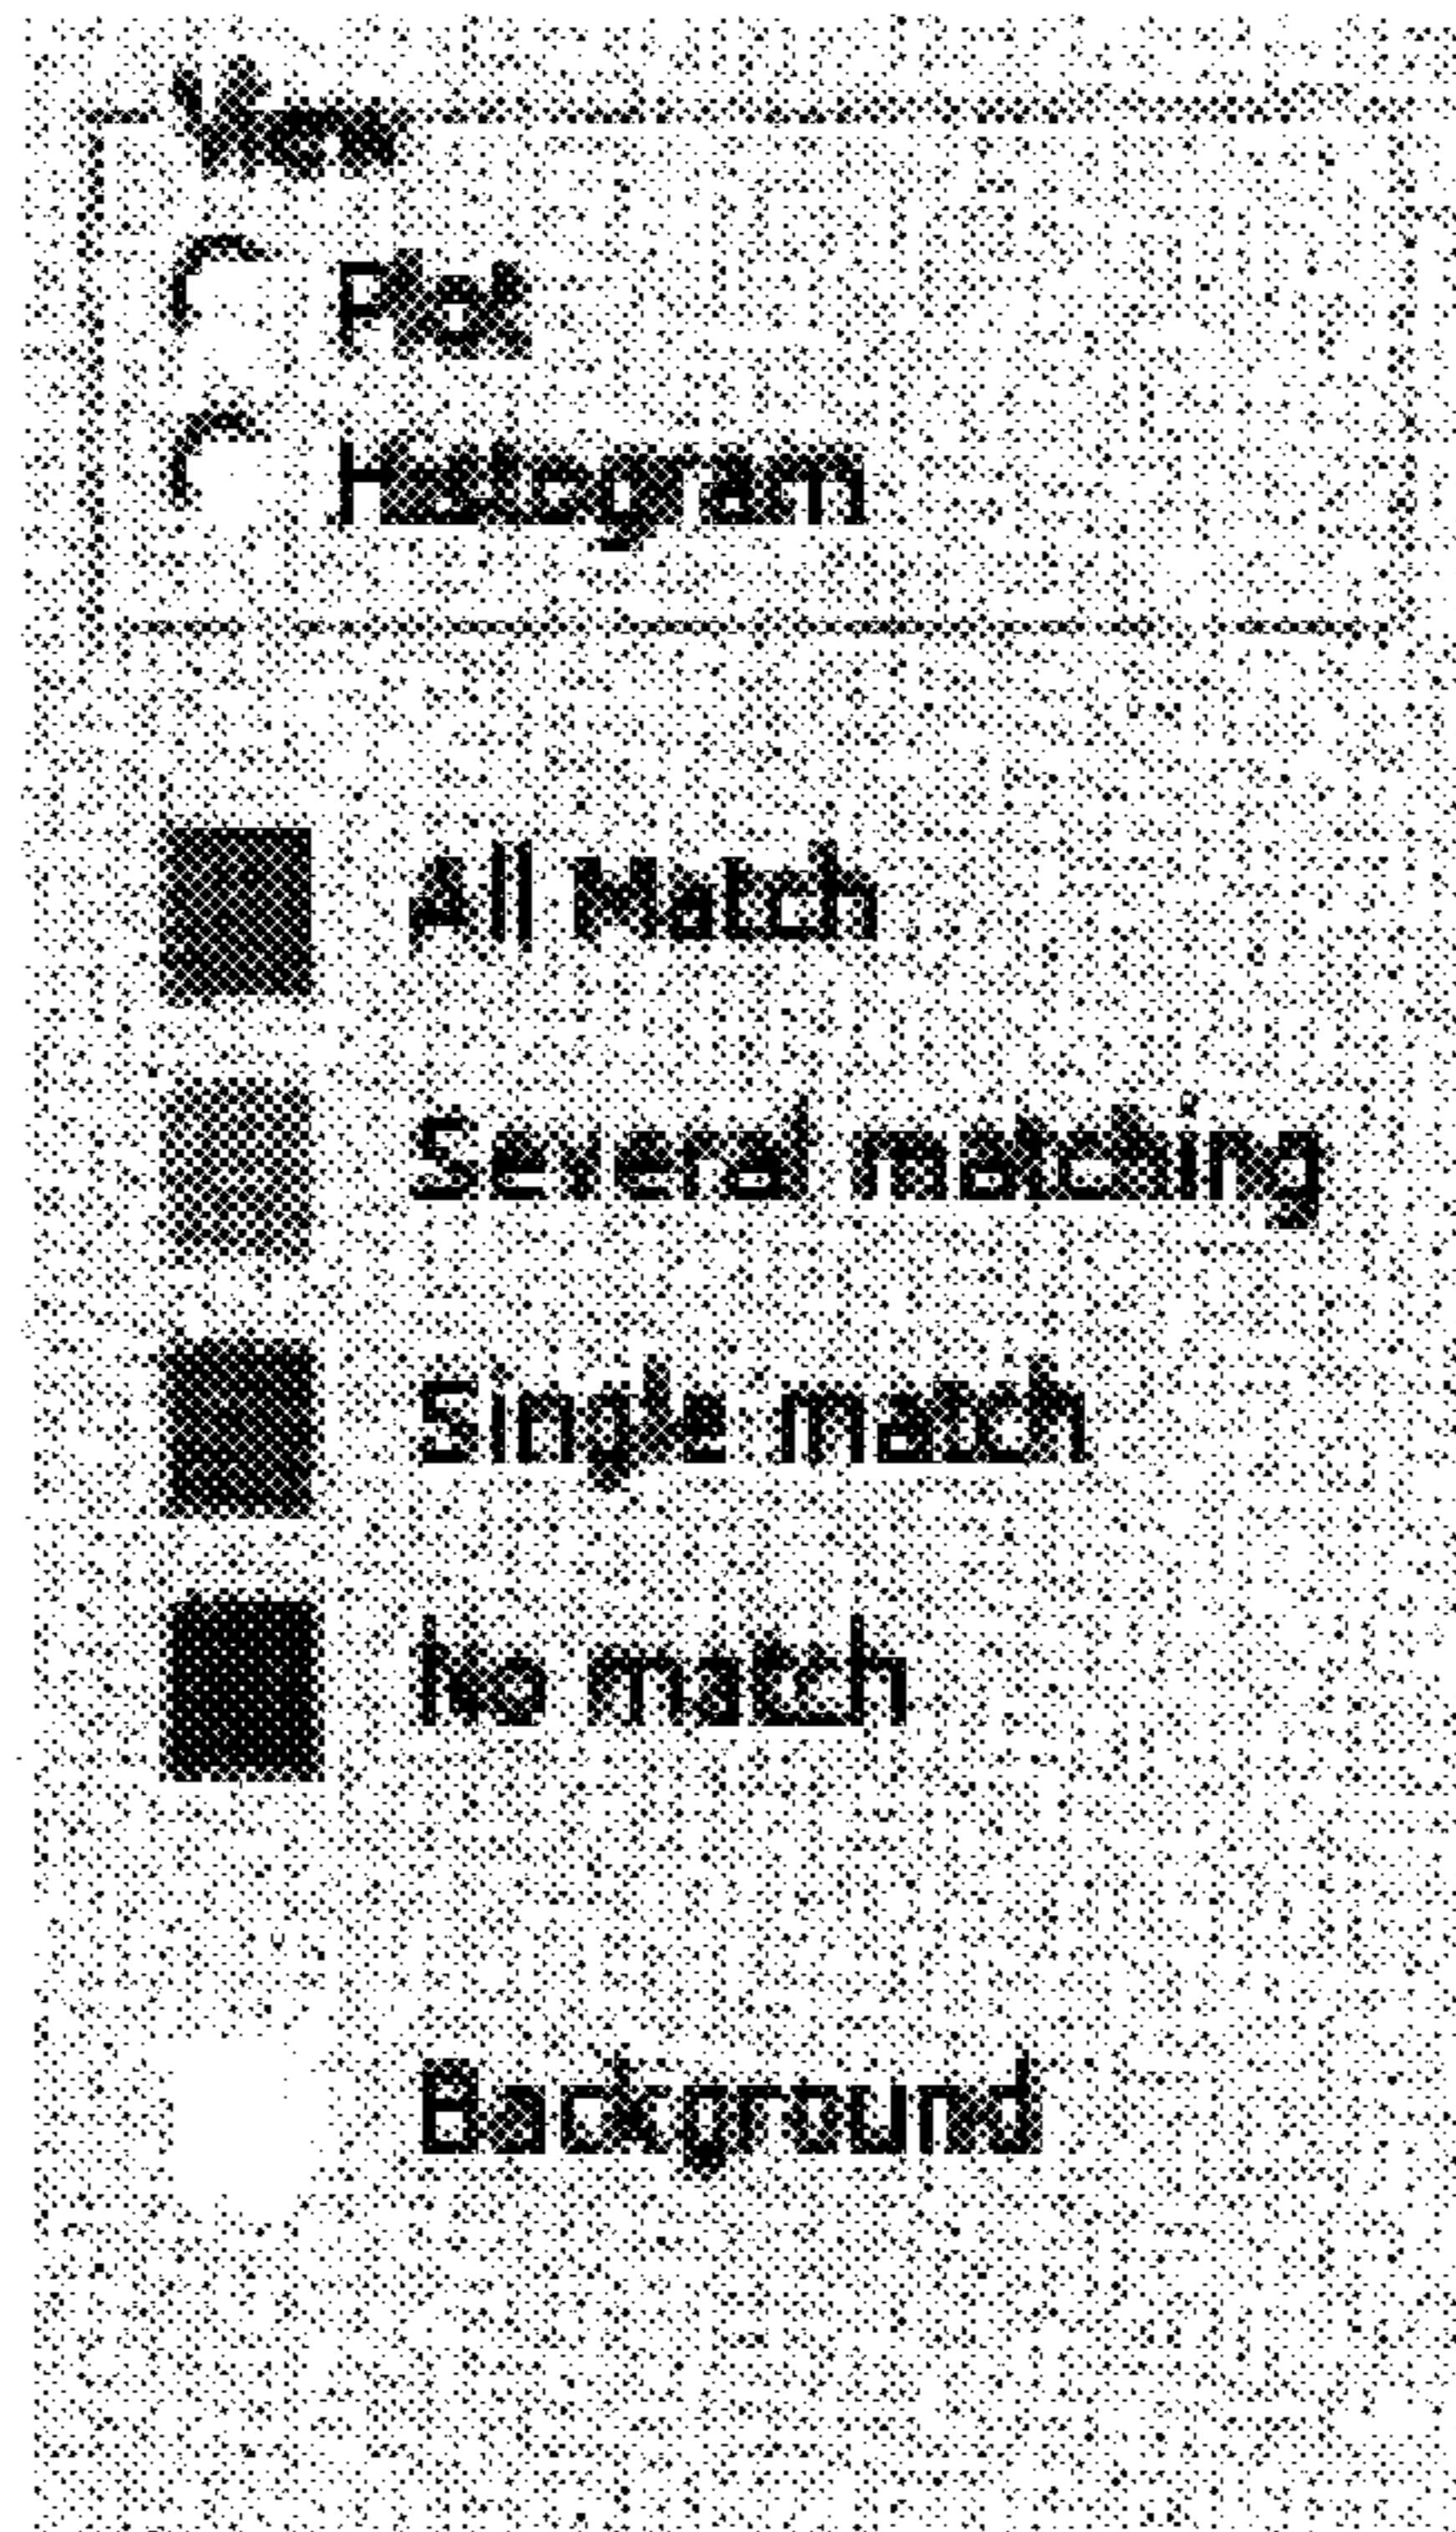 View
Plot
Histogram
All Match
Several matching
Single match
No match
Background